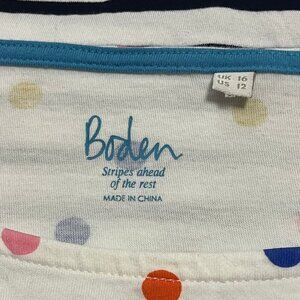 UK 16
US 12
Boden
Stripes ahead
of the rest
MADE IN CHINA